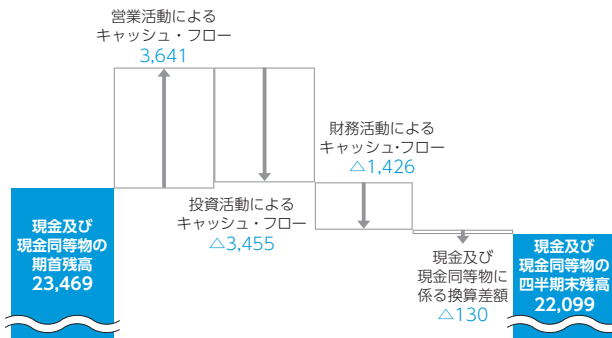 営業活動による
キャッシュ・フロー
3,641
財務活動による
キャッシュ・フロー
△1,426
投資活動による
キャッシュ・フロー
△3,455
現金及び
現金同等物の
期首残高
23,469
現金及び
現金同等物に
係る換算差額
△130
現金及び
現金同等物の
四半期末残高
22,099